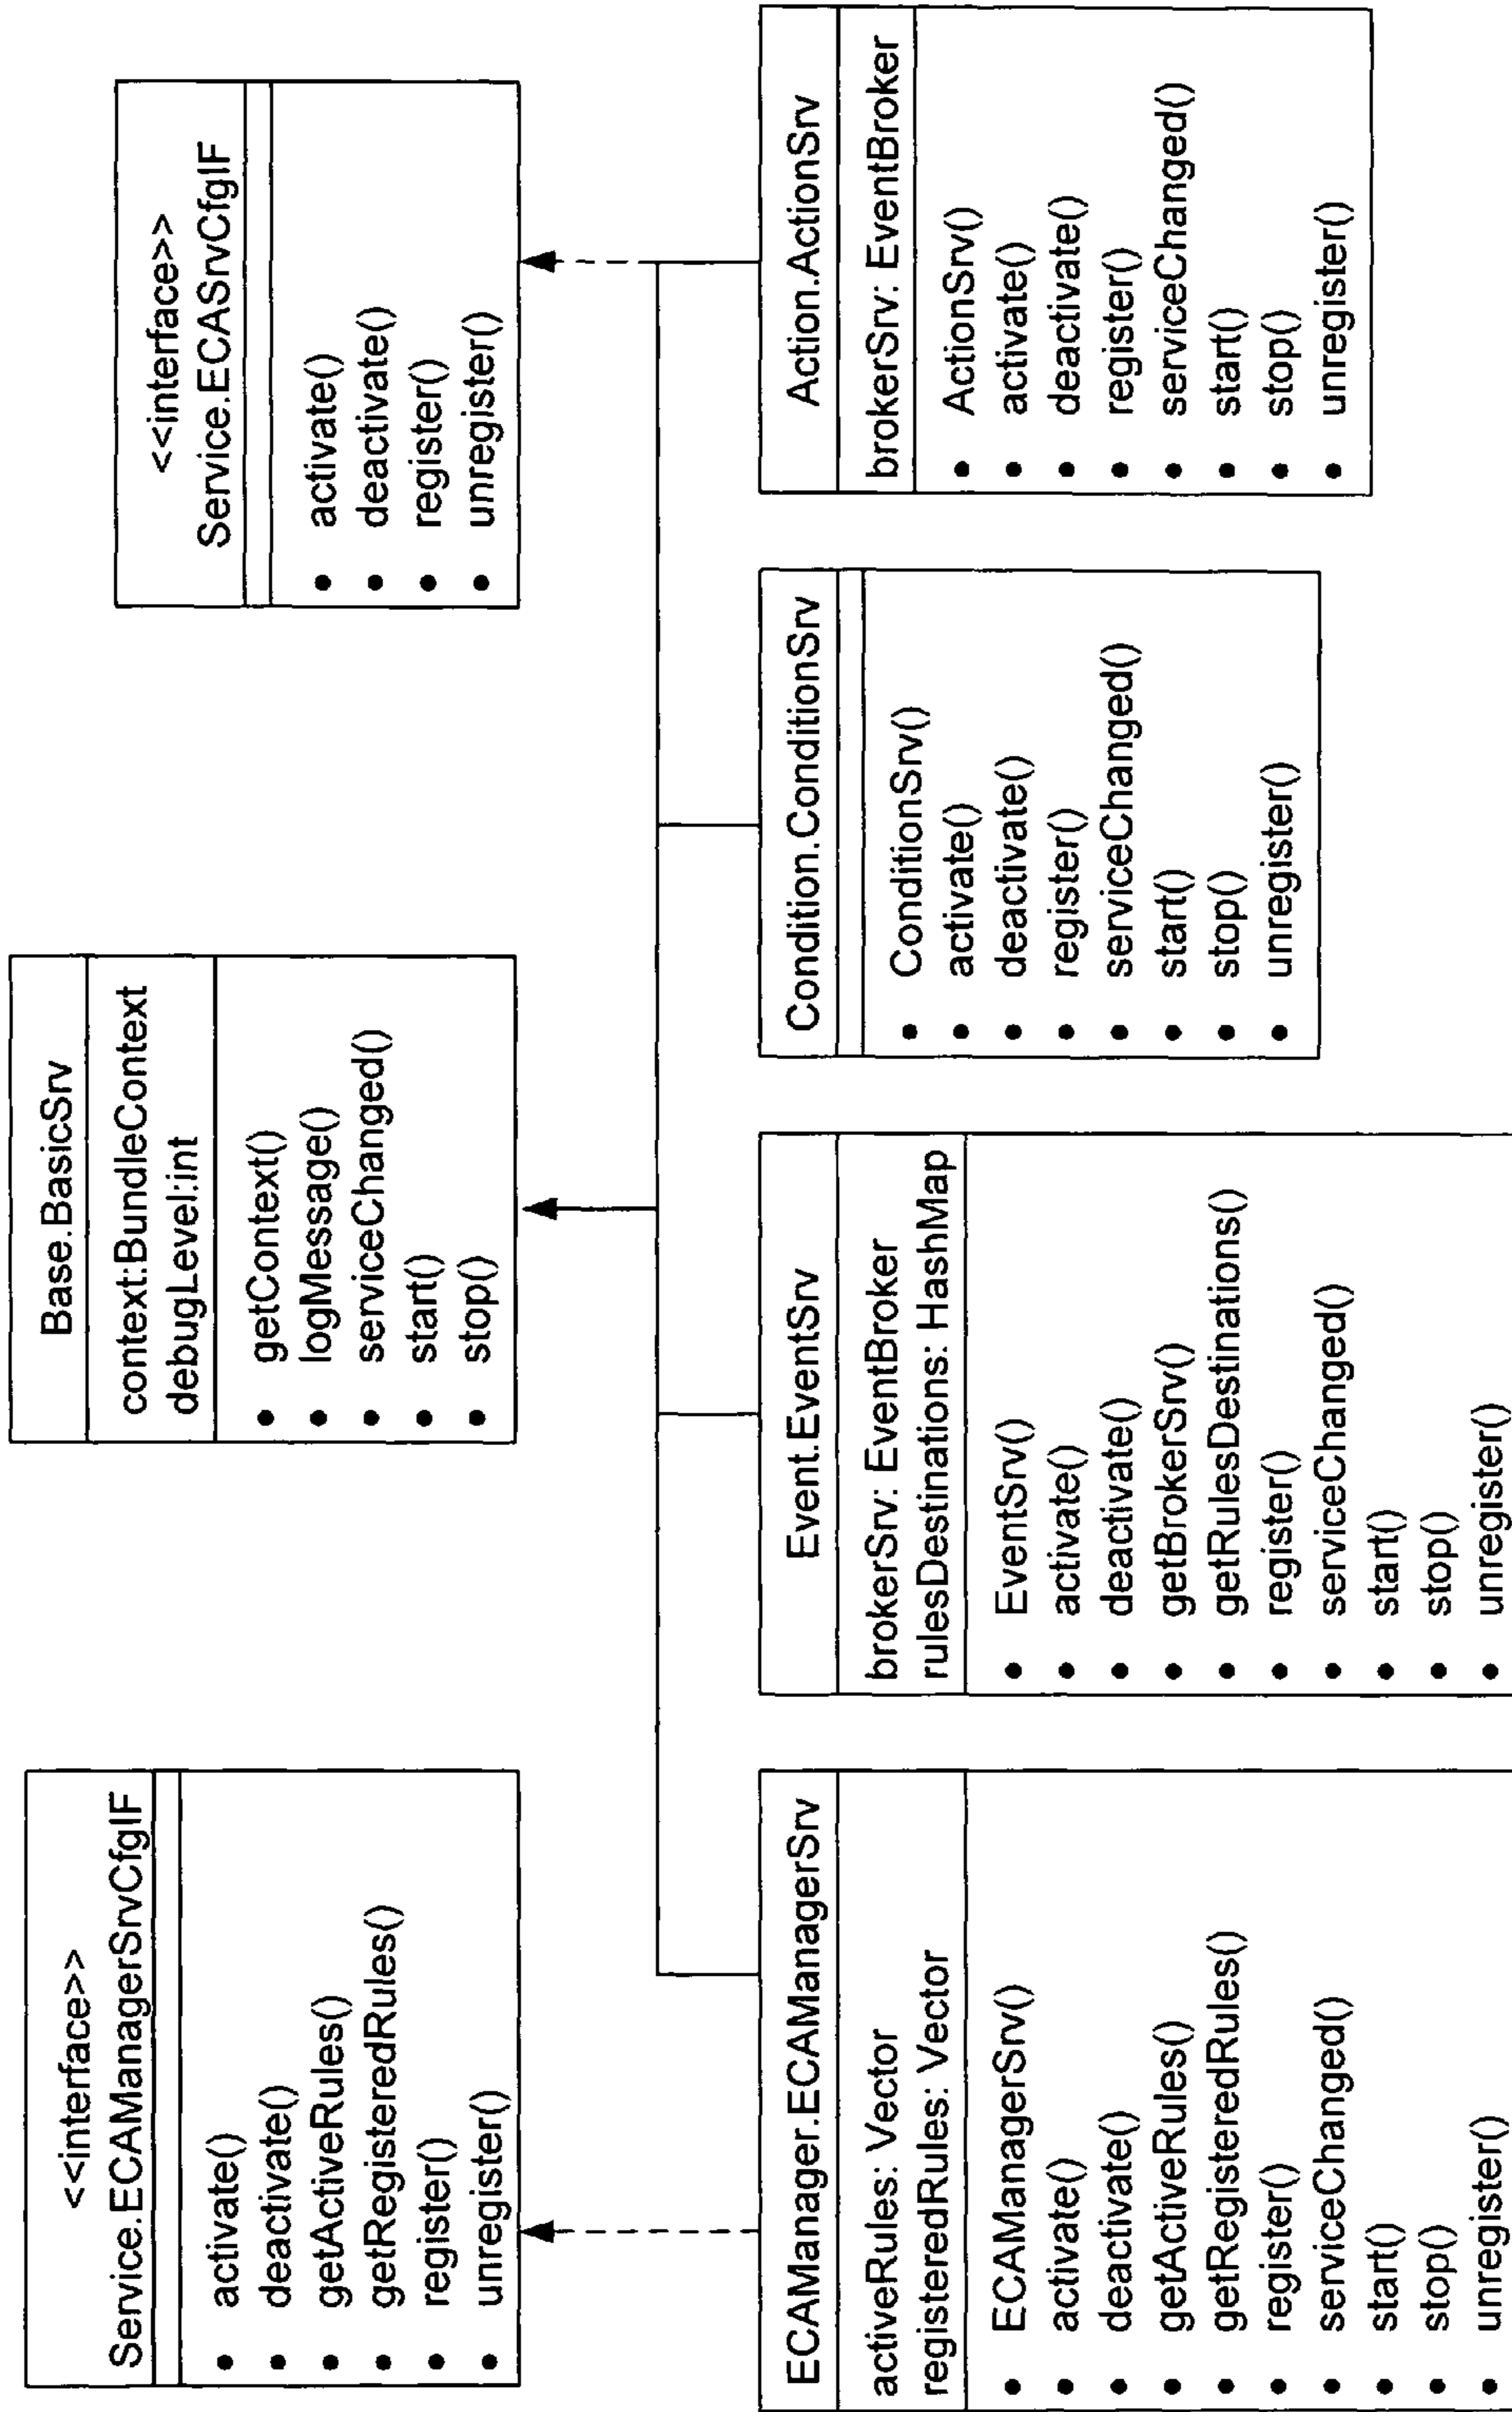 <<interface>>
Service.ECAManagerSrvCfgIF
• activate()
• deactivate()
• getActiveRules()
• getRegisteredRules()
• register()
• unregister()
Base.BasicSrv
context:BundleContext
debugLevel:int
• getContext()
• logMessage()
• serviceChanged()
• start()
• stop()
<<interface>>
Service.ECASrvCfgIF
• activate()
• deactivate()
• register()
• unregister()
ECAManager.ECAManagerSrv
activeRules: Vector
registeredRules: Vector
• ECAManagerSrv()
• activate()
• deactivate()
• getActiveRules()
• getRegisteredRules()
• register()
• serviceChanged()
• start()
• stop()
• unregister()
Event.EventSrv
brokerSrv: EventBroker
rulesDestinations: HashMap
• EventSrv()
• activate()
• deactivate()
• getBrokerSrv()
• getRulesDestinations()
• register()
• serviceChanged()
• start()
• stop()
• unregister()
Condition.ConditionSrv
• ConditionSrv()
• activate()
• deactivate()
• register()
• serviceChanged()
• start()
• stop()
• unregister()
Action.ActionSrv
brokerSrv: EventBroker
• ActionSrv()
• activate()
• deactivate()
• register()
• serviceChanged()
• start()
• stop()
• unregister()